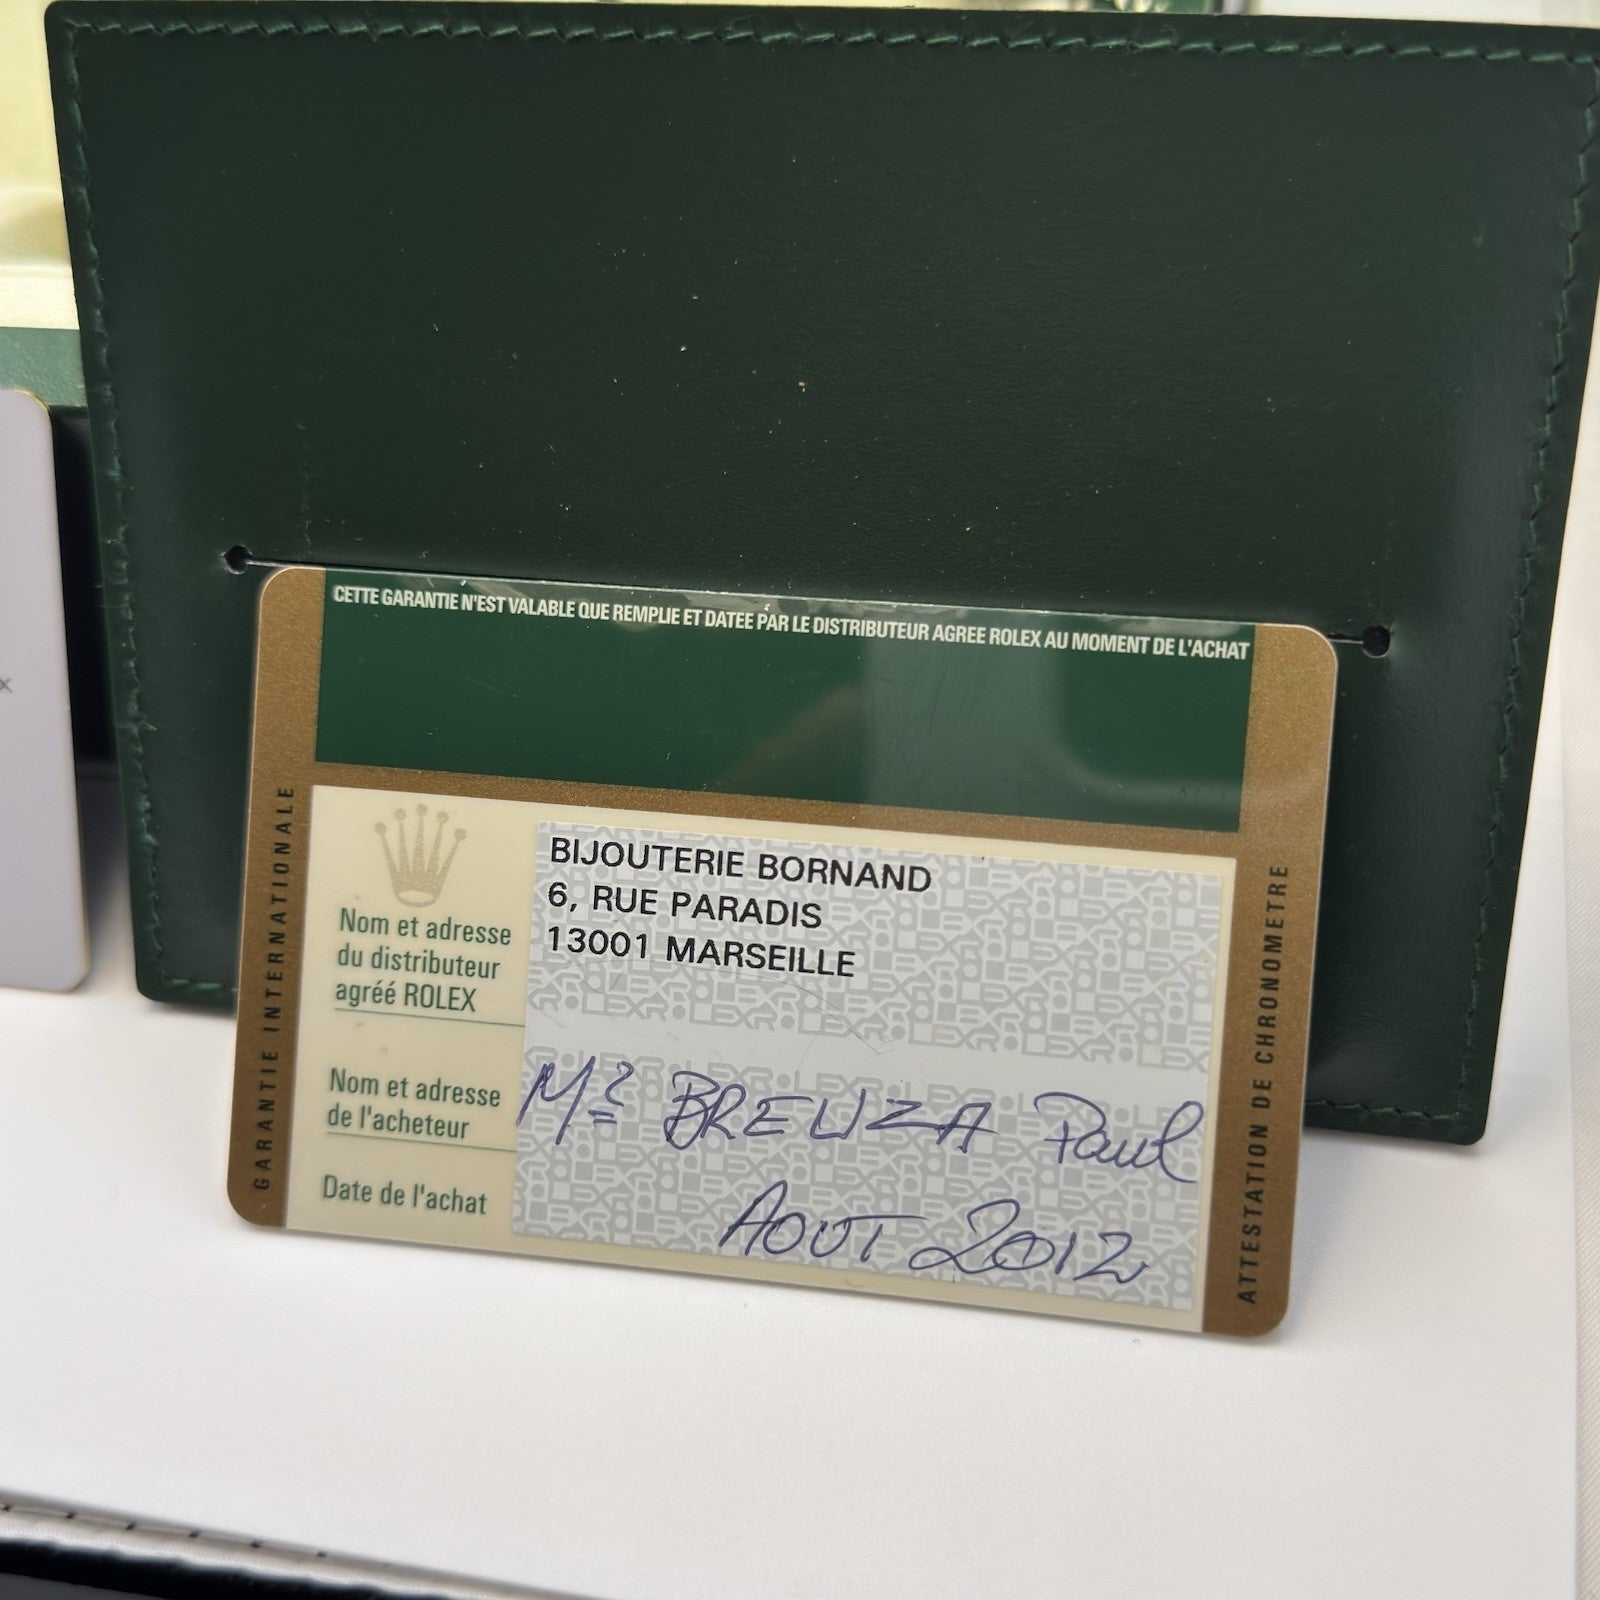 CETTE GARANTIE N'EST VALABLE QUE REMPLIE ET DATEE PAR LE DISTRIBUTEUR AGREE ROLEX AU MOMENT DE L'ACHAT
GARANTIE INTERNATIONALE
Nom et adresse
du distributeur
agréé ROLEX
BIJOUTERIE BORNAND
6, RUE PARADIS
13001 MARSEILLE
Nom et adresse
de l'acheteur
Mr BREUZA Paul
Date de l'achat
AOUT 2012
ATTESTATION DE CHRONOMETRE